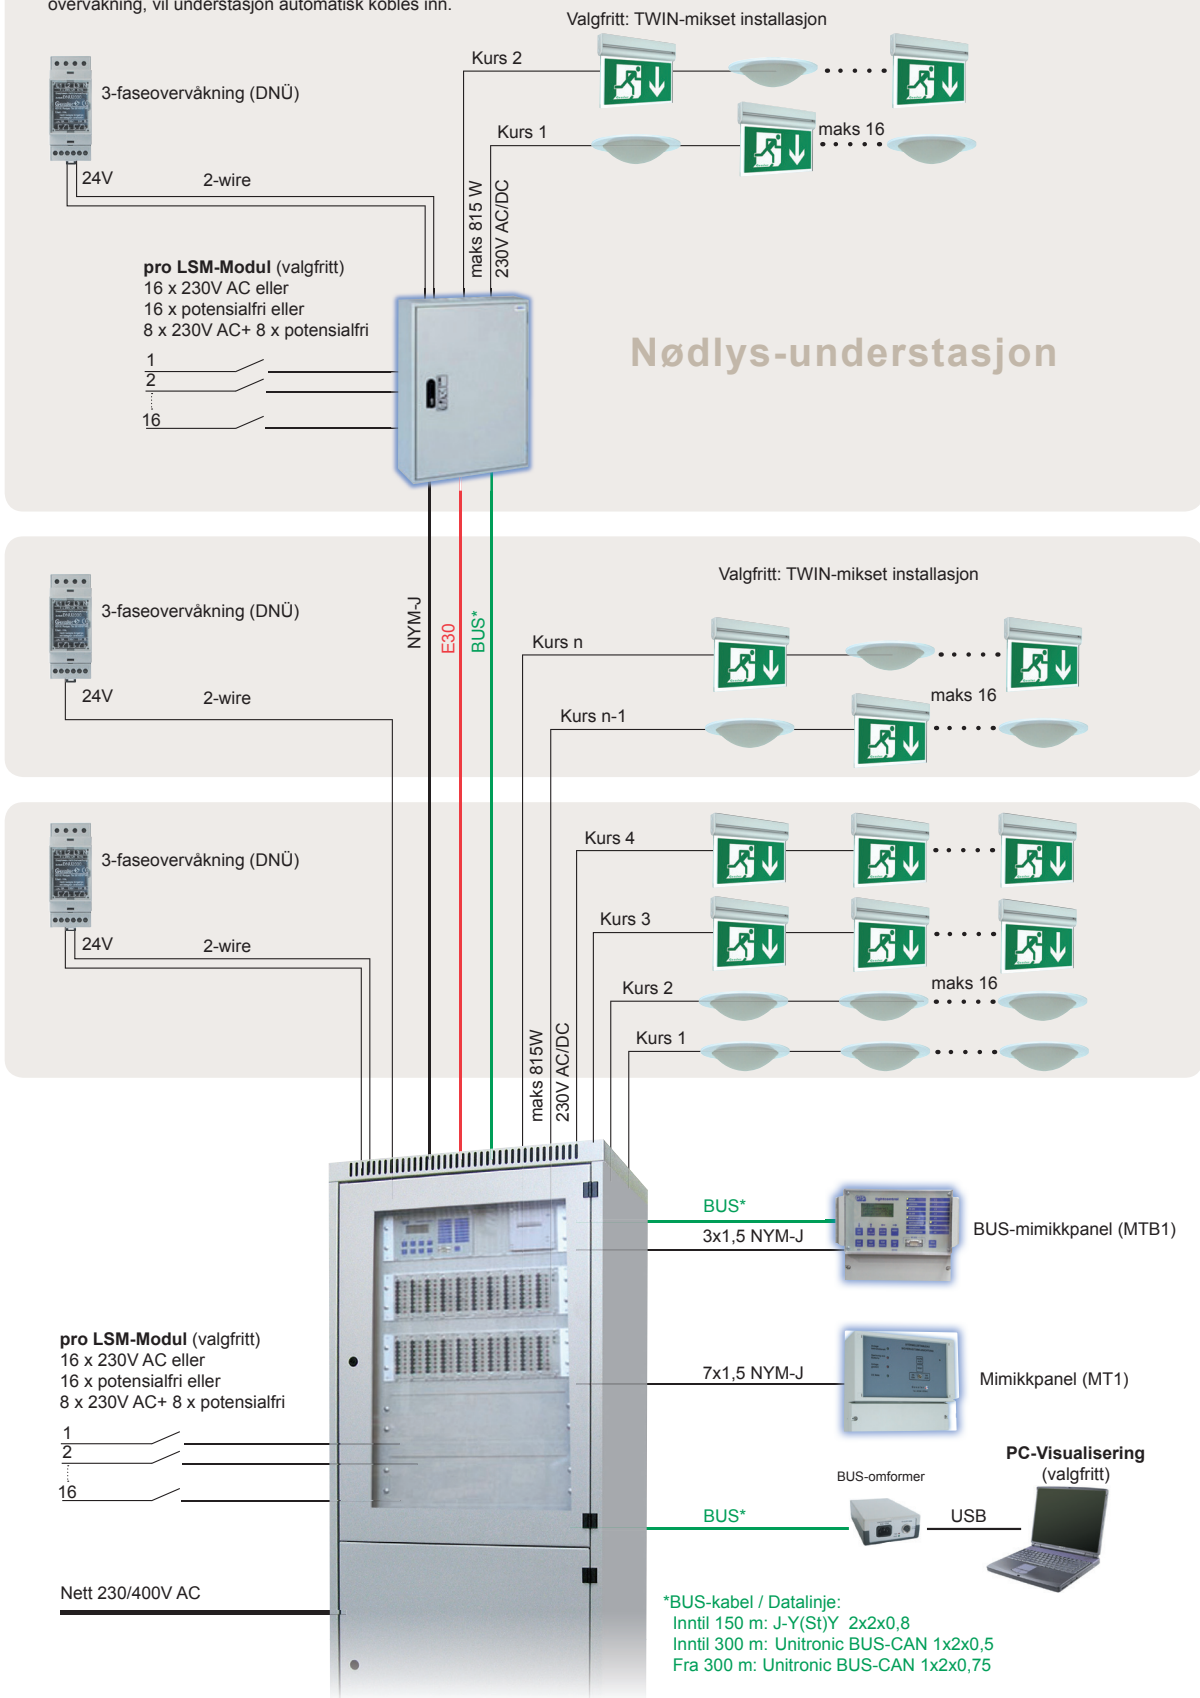 overvåkning, vil understasjon automatisk kobles inn.
Valgfritt: TWIN-mikset installasjon
Kurs 2
3-faseovervåkning (DNÜ)
Kurs 1
maks 16
24V
2-wire
maks 815 W
230V AC/DC
pro LSM-Modul (valgfritt)
16 x 230V AC eller
16 x potensialfri eller
8 x 230V AC+ 8 x potensialfri
1
2
16
Nødlys-understasjon
Valgfritt: TWIN-mikset installasjon
3-faseovervåkning (DNÜ)
NYM-J
E30
BUS*
Kurs n
24V
2-wire
maks 16
Kurs n-1
3-faseovervåkning (DNÜ)
Kurs 4
Kurs 3
24V
2-wire
Kurs 2
maks 16
Kurs 1
maks 815W
230V AC/DC
BUS*
3x1,5 NYM-J
BUS-mimikkpanel (MTB1)
pro LSM-Modul (valgfritt)
16 x 230V AC eller
16 x potensialfri eller
8 x 230V AC+ 8 x potensialfri
7x1,5 NYM-J
Mimikkpanel (MT1)
1
2
16
PC-Visualisering
(valgfritt)
BUS-omformer
BUS*
USB
Nett 230/400V AC
*BUS-kabel / Datalinje:
Inntil 150 m: J-Y(St)Y 2x2x0,8
Inntil 300 m: Unitronic BUS-CAN 1x2x0,5
Fra 300 m: Unitronic BUS-CAN 1x2x0,75